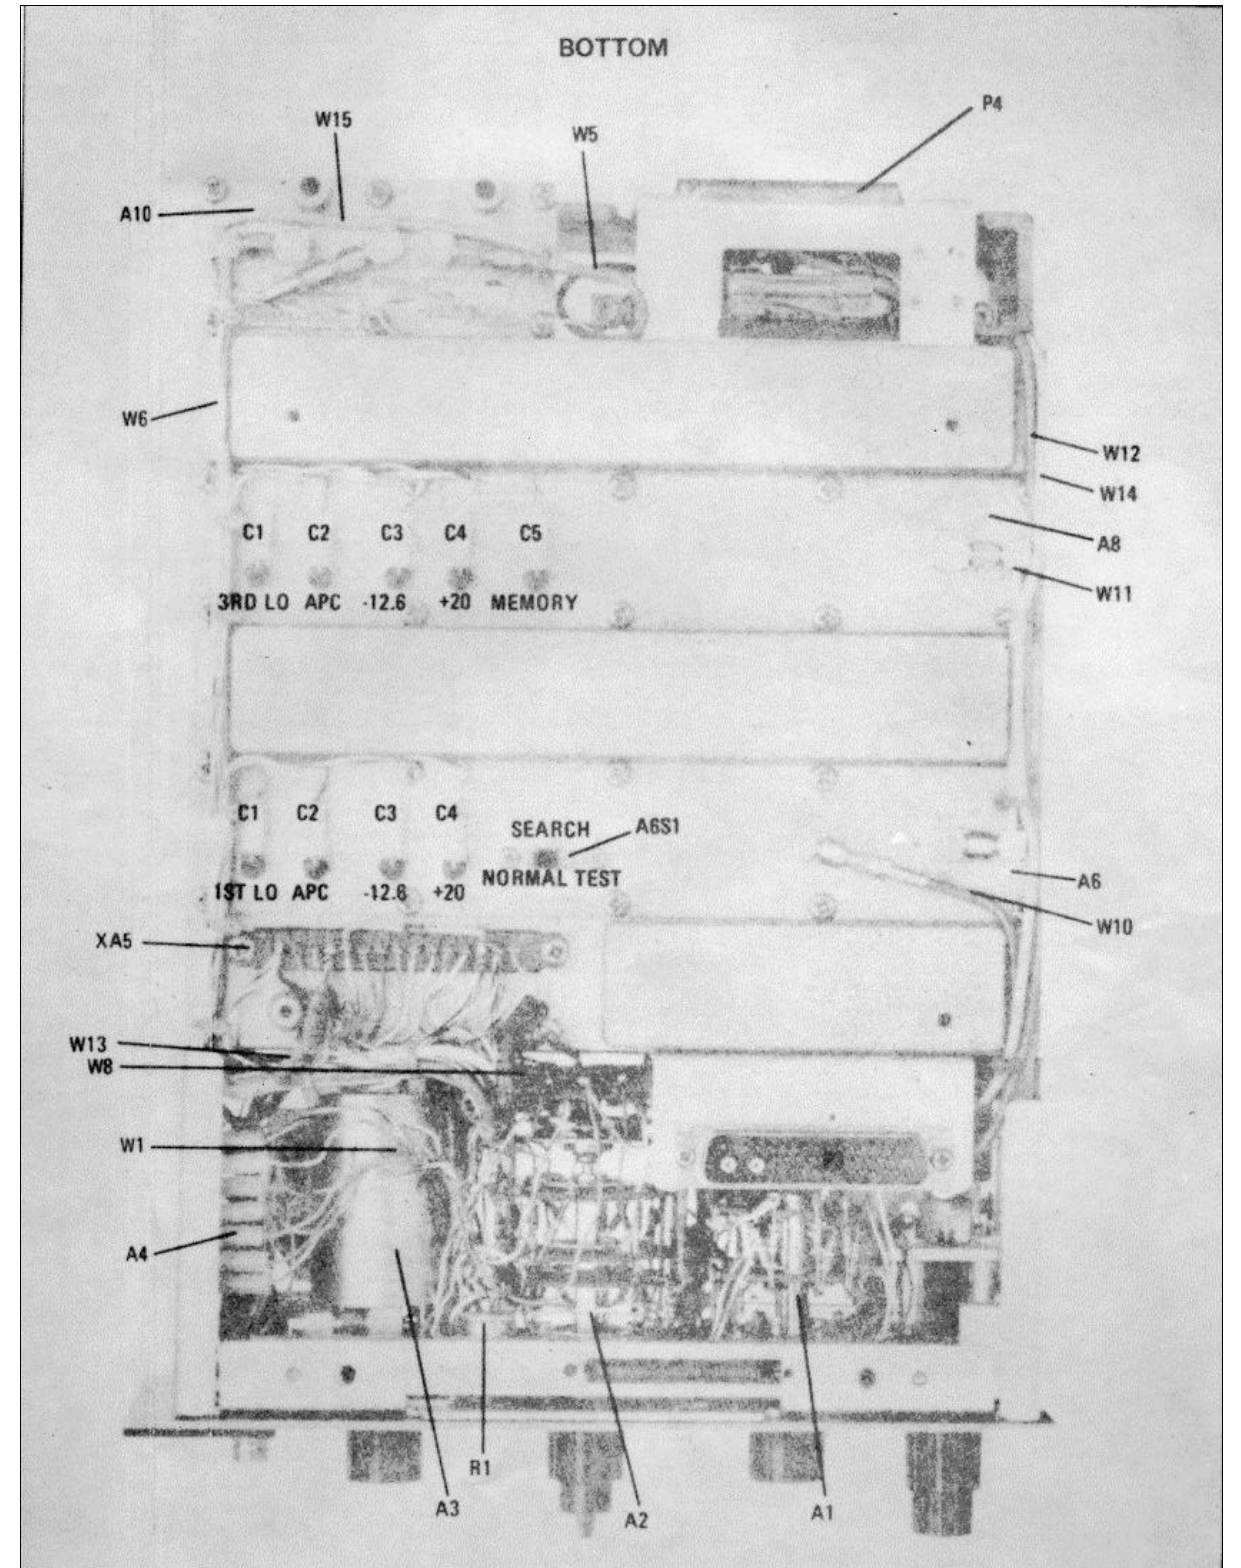 BOTTOM
P4
W15
W5
A10
W6
W12
W14
C1 C2 C3 C4 C5
A8
W11
3RD LO APC -12.6 +20 MEMORY
C1 C2 C3 C4
SEARCH
A6S1
NORMAL TEST
A6
1ST LO APC -12.6 +20
W10
XA5
W13
W8
W1
A4
R1
A3
A2
A1